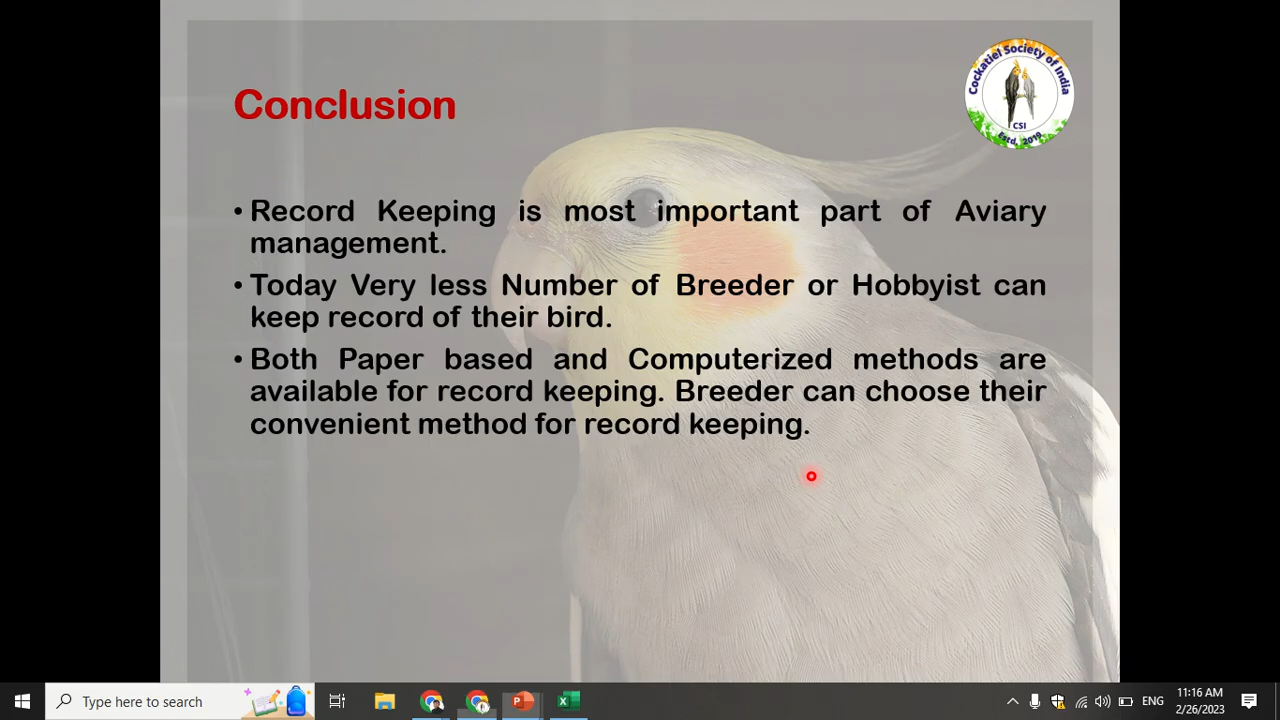 Cockatiel Society of India
CSI
Estd, 2019
Conclusion
• Record Keeping is most important part of Aviary
management.
• Today Very less Number of Breeder or Hobbyist can
keep record of their bird.
• Both Paper based and Computerized methods are
available for record keeping. Breeder can choose their
convenient method for record keeping.
Type here to search
ENG
11:16 AM
2/26/2023